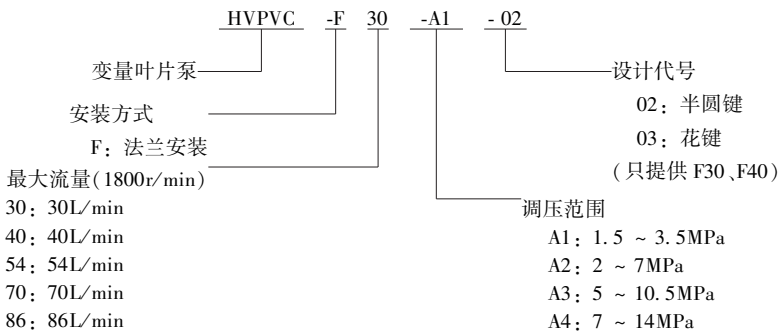 HVPVC -F 30 -A1 - 02
变量叶片泵
安装方式
F：法兰安装
最大流量(1800r/min)
30：30L/min
40：40L/min
54：54L/min
70：70L/min
86：86L/min
设计代号
02：半圆键
03：花键
(只提供 F30、F40)
调压范围
A1：1.5 ~ 3.5MPa
A2：2 ~ 7MPa
A3：5 ~ 10.5MPa
A4：7 ~ 14MPa